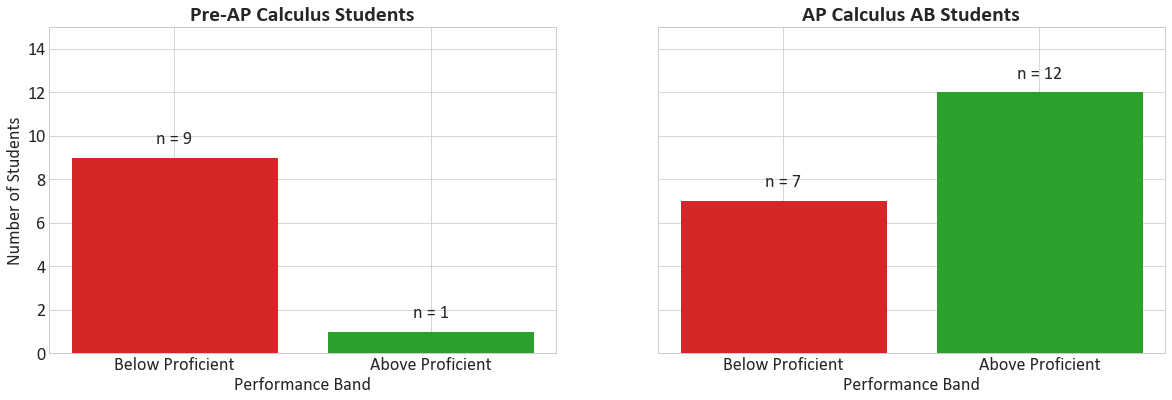 Pre-AP Calculus Students
Number of Students
14
12
10
8
6
4
2
0
n = 9
n = 1
Below Proficient
Above Proficient
Performance Band
AP Calculus AB Students
n = 7
n = 12
Below Proficient
Above Proficient
Performance Band